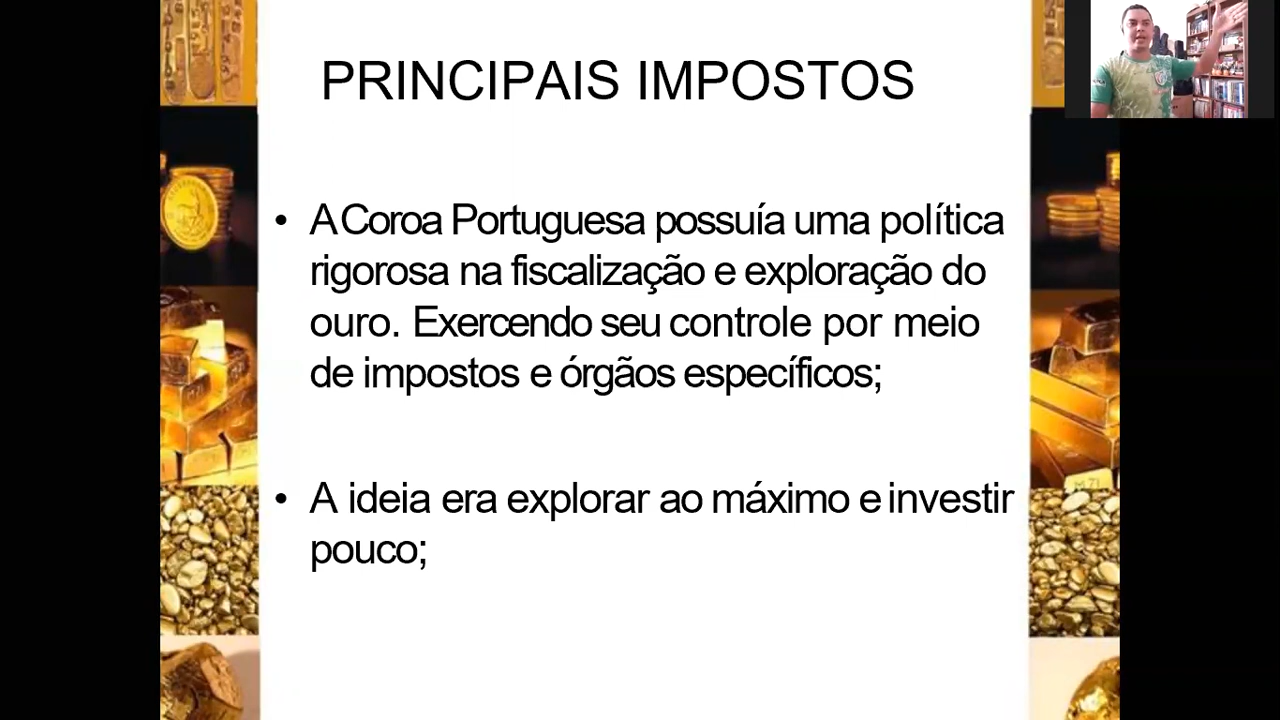 PRINCIPAIS IMPOSTOS
• A Coroa Portuguesa possuía uma política
rigorosa na fiscalização e exploração do
ouro. Exercendo seu controle por meio
de impostos e órgãos específicos;
• A ideia era explorar ao máximo e investir
pouco;
M71